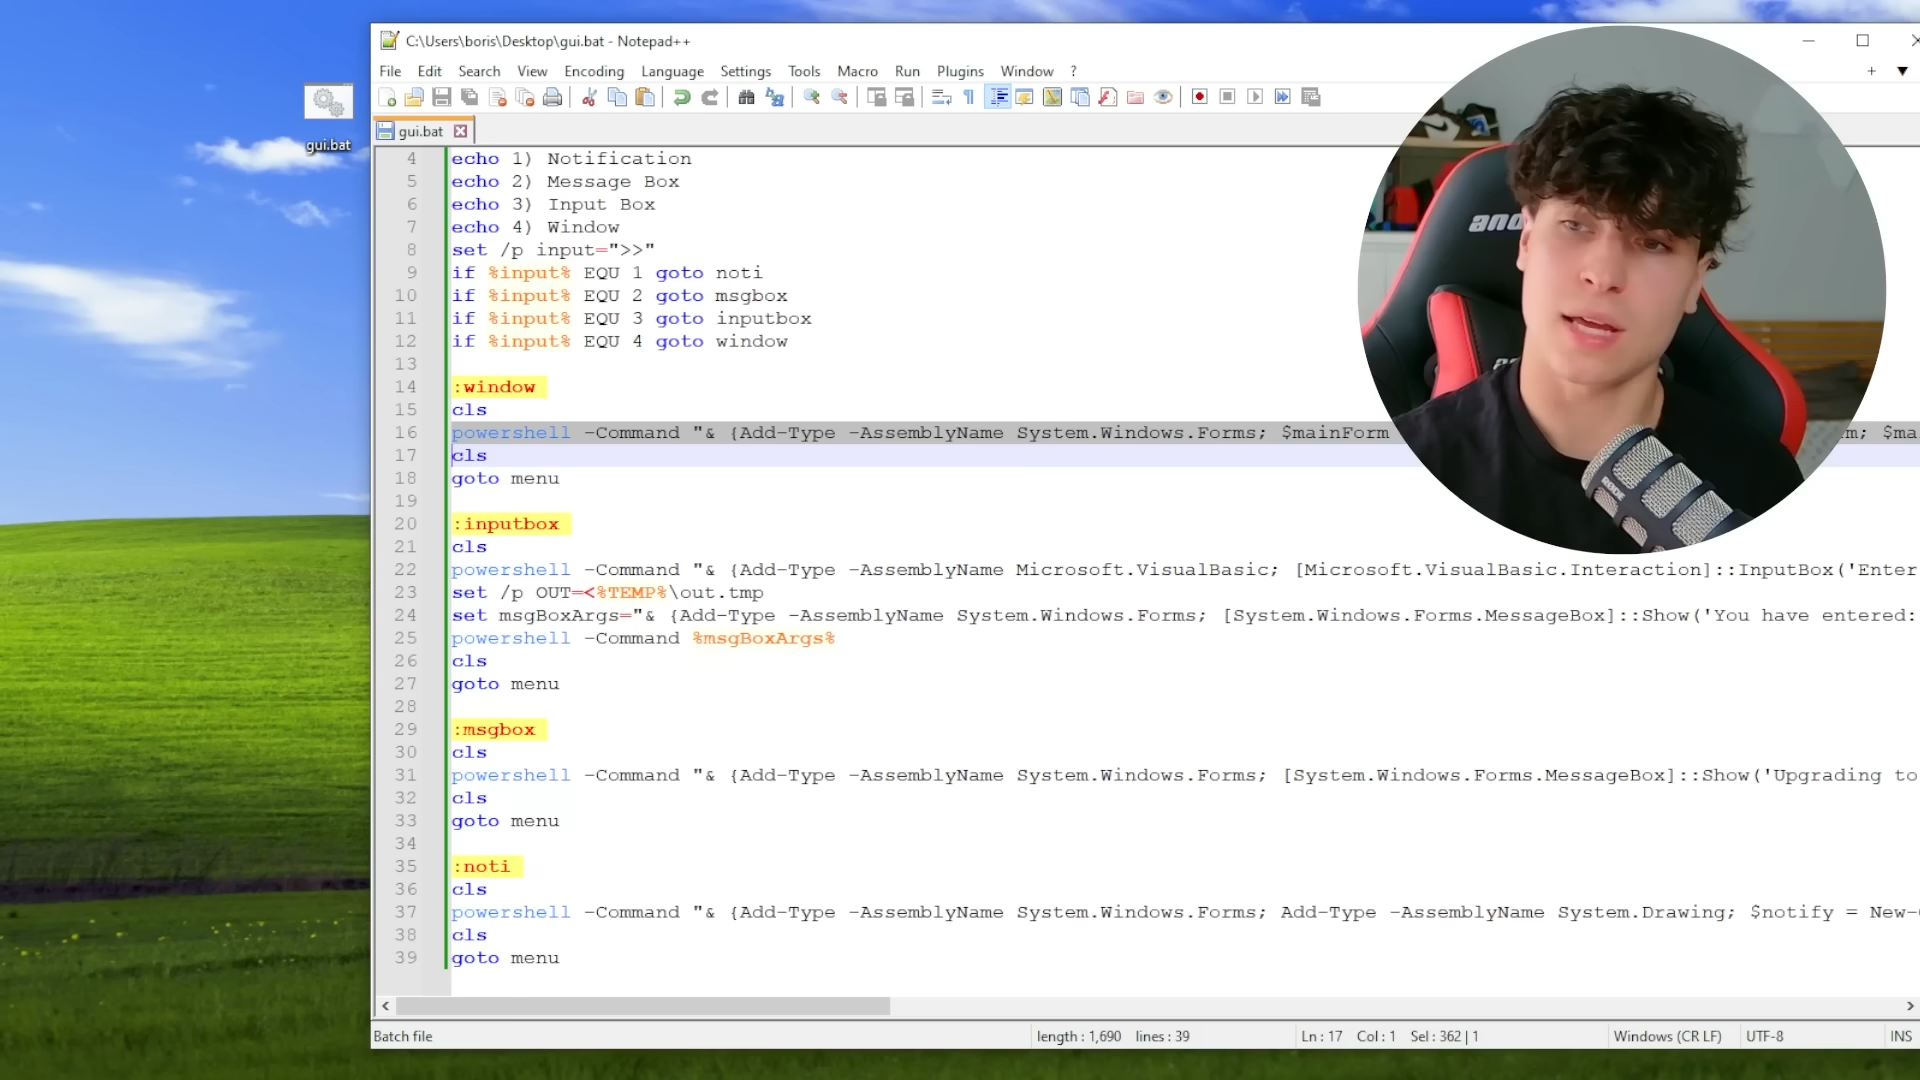 C:\Users\boris\Desktop\gui.bat - Notepad++
File Edit Search View Encoding Language Settings Tools Macro Run Plugins Window ?
gui.bat
gui.bat
4 echo 1) Notification
5 echo 2) Message Box
6 echo 3) Input Box
7 echo 4) Window
8 set /p input=">>"
9 if %input% EQU 1 goto noti
10 if %input% EQU 2 goto msgbox
11 if %input% EQU 3 goto inputbox
12 if %input% EQU 4 goto window
13
14 :window
15 cls
16 powershell -Command "& {Add-Type -AssemblyName System.Windows.Forms; $mainForm
17 cls
18 goto menu
19
20 :inputbox
21 cls
22 powershell -Command "& {Add-Type -AssemblyName Microsoft.VisualBasic; [Microsoft.VisualBasic.Interaction]::InputBox('Enter
23 set /p OUT=<%TEMP%\out.tmp
24 set msgBoxArgs="& {Add-Type -AssemblyName System.Windows.Forms; [System.Windows.Forms.MessageBox]::Show('You have entered:
25 powershell -Command %msgBoxArgs%
26 cls
27 goto menu
28
29 :msgbox
30 cls
31 powershell -Command "& {Add-Type -AssemblyName System.Windows.Forms; [System.Windows.Forms.MessageBox]::Show('Upgrading to
32 cls
33 goto menu
34
35 :noti
36 cls
37 powershell -Command "& {Add-Type -AssemblyName System.Windows.Forms; Add-Type -AssemblyName System.Drawing; $notify = New-
38 cls
39 goto menu
Batch file length : 1,690 lines : 39 Ln : 17 Col : 1 Sel : 362 | 1 Windows (CR LF) UTF-8 INS
RØDE